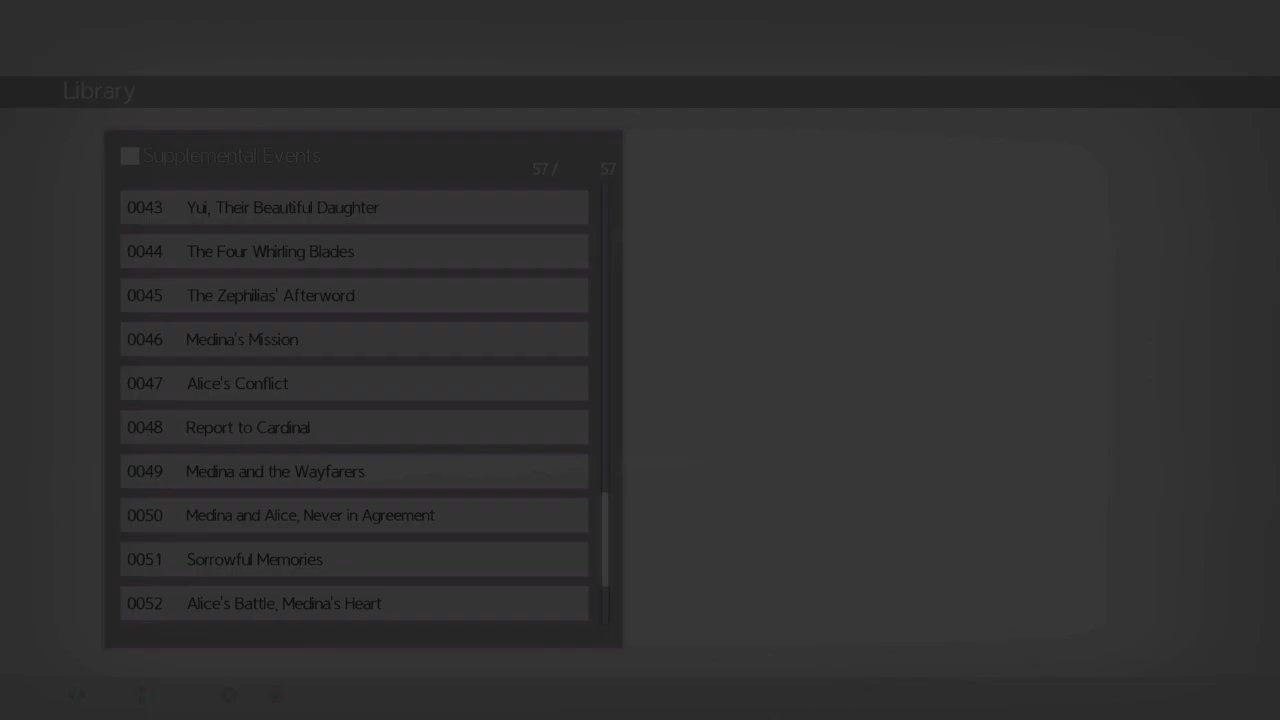 Library
Supplemental Events
57 / 57
0043 Yui, Their Beautiful Daughter
0044 The Four Whirling Blades
0045 The Zephilias' Afterword
0046 Medina's Mission
0047 Alice's Conflict
0048 Report to Cardinal
0049 Medina and the Wayfarers
0050 Medina and Alice, Never in Agreement
0051 Sorrowful Memories
0052 Alice's Battle, Medina's Heart